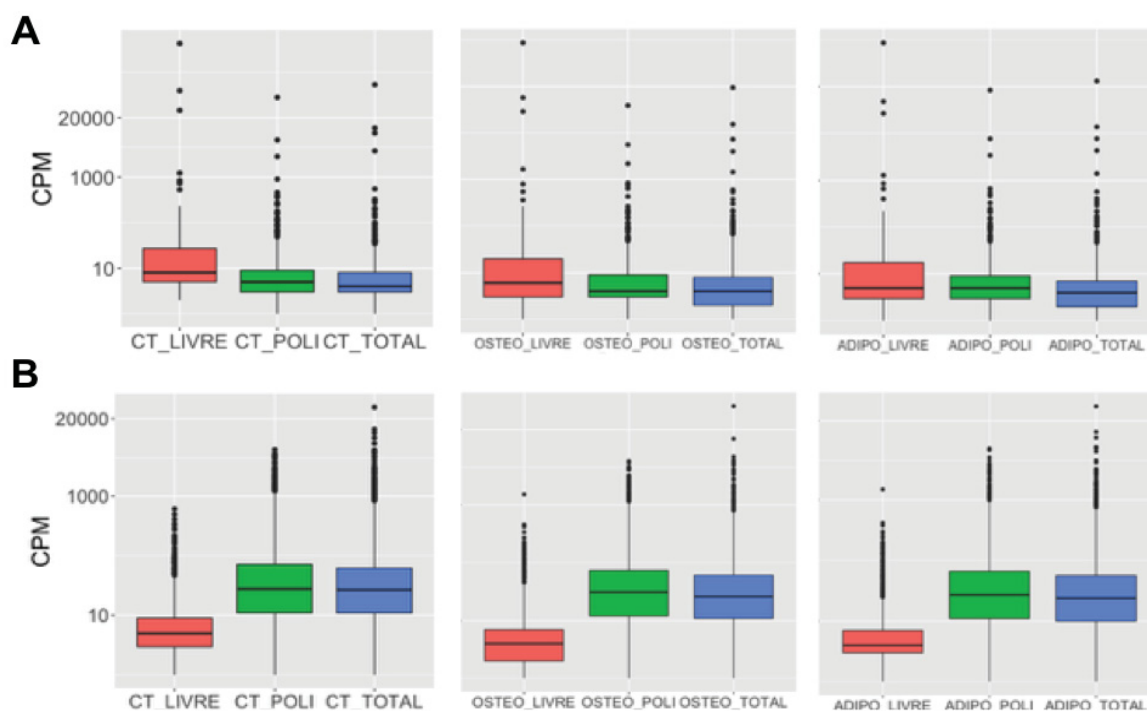 A
CPM
20000
1000
10
CT_LIVRE CT_POLI CT_TOTAL
OSTEO_LIVRE OSTEO_POLI OSTEO_TOTAL
ADIPO_LIVRE ADIPO_POLI ADIPO_TOTAL
B
CPM
20000
1000
10
CT_LIVRE CT_POLI CT_TOTAL
OSTEO_LIVRE OSTEO_POLI OSTEO_TOTAL
ADIPO_LIVRE ADIPO_POLI ADIPO_TOTAL